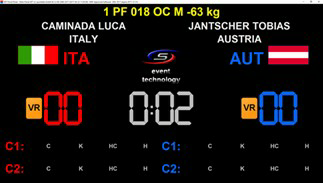 1 PF 018 OC M -63 kg
CAMINADA LUCA
ITALY
JANTSCHER TOBIAS
AUSTRIA
ITA
AUT
S
event
technology
VR
00
0:02
VR
00
C1: C K HC H
C1: C K HC H
C2: C K HC H
C2: C K HC H